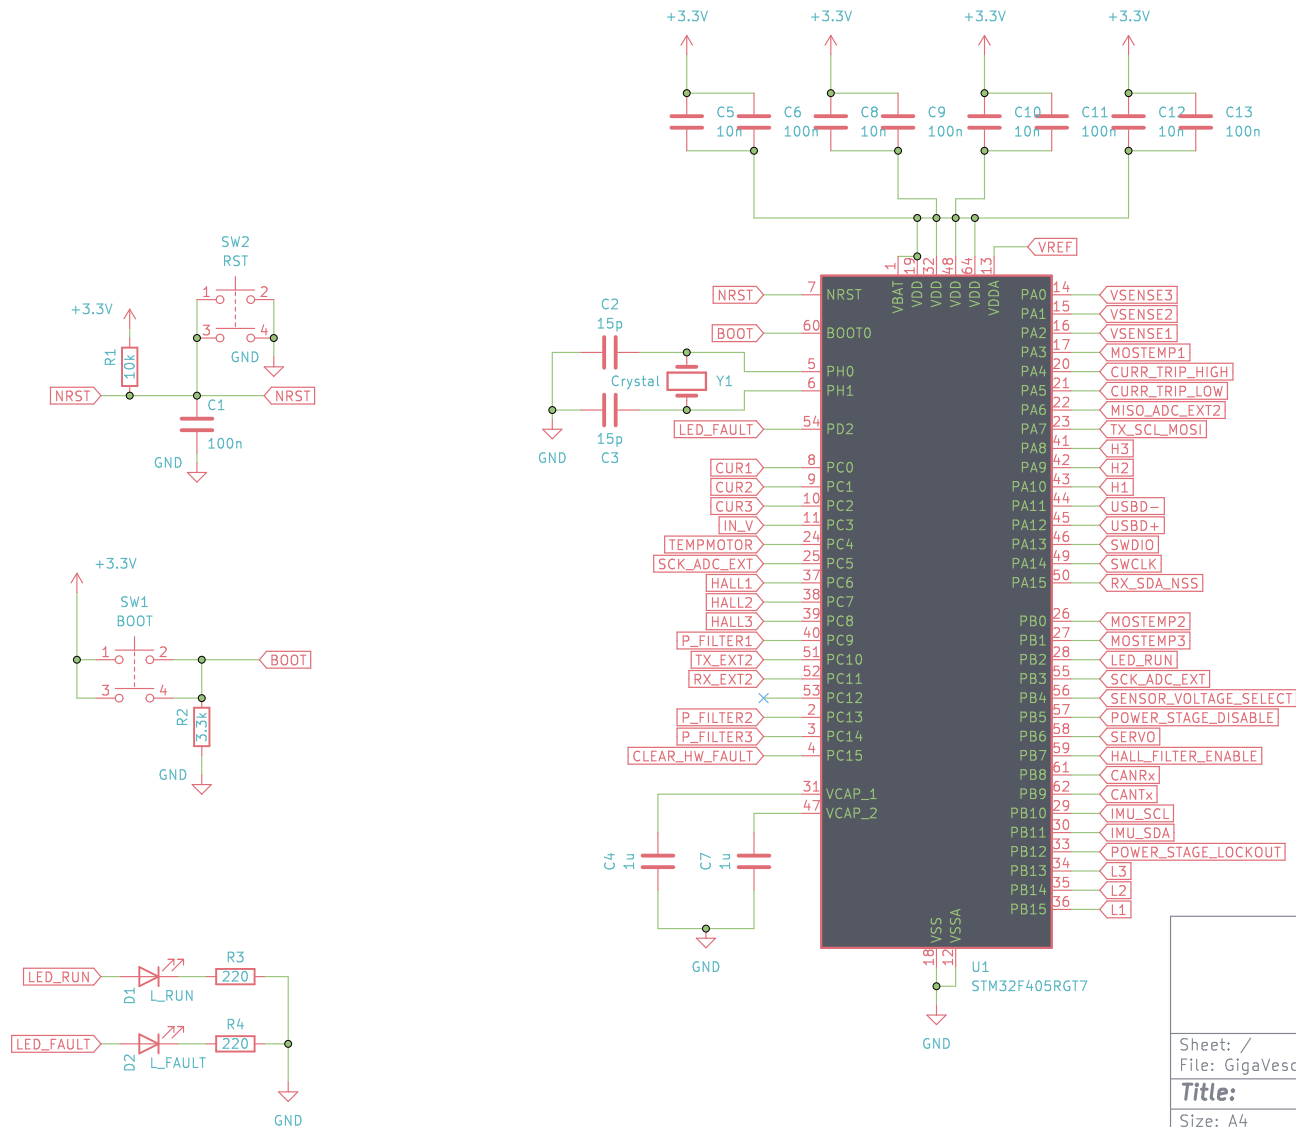 +3.3V +3.3V +3.3V +3.3V
C5 C6 C8 C9 C10 C11 C12 C13
10n 100n 10n 100n 10n 100n 10n 100n
SW2
RST
1 2
3 4
+3.3V
R1
10k
GND
NRST NRST
C1
100n
GND
+3.3V
SW1
BOOT
1 2
3 4
BOOT
R2
3.3k
GND
LED_RUN
D1
L_RUN
R3
220
LED_FAULT
D2
L_FAULT
R4
220
GND
C2
15p
Crystal Y1
15p
C3
GND
VREF
1 19 32 48 64 13
VBAT VDD VDD VDD VDD VDDA
NRST 7 NRST
BOOT 60 BOOT0
5 PH0
6 PH1
LED_FAULT 54 PD2
CUR1 8 PC0
CUR2 9 PC1
CUR3 10 PC2
IN_V 11 PC3
TEMPMOTOR 24 PC4
SCK_ADC_EXT 25 PC5
HALL1 37 PC6
HALL2 38 PC7
HALL3 39 PC8
P_FILTER1 40 PC9
TX_EXT2 51 PC10
RX_EXT2 52 PC11
53 PC12
P_FILTER2 2 PC13
P_FILTER3 3 PC14
CLEAR_HW_FAULT 4 PC15
31 VCAP_1
47 VCAP_2
C4
1u
C7
1u
GND
PA0 14 VSENSE3
PA1 15 VSENSE2
PA2 16 VSENSE1
PA3 17 MOSTEMP1
PA4 20 CURR_TRIP_HIGH
PA5 21 CURR_TRIP_LOW
PA6 22 MISO_ADC_EXT2
PA7 23 TX_SCL_MOSI
PA8 41 H3
PA9 42 H2
PA10 43 H1
PA11 44 USBD-
PA12 45 USBD+
PA13 46 SWDIO
PA14 49 SWCLK
PA15 50 RX_SDA_NSS
PB0 26 MOSTEMP2
PB1 27 MOSTEMP3
PB2 28 LED_RUN
PB3 55 SCK_ADC_EXT
PB4 56 SENSOR_VOLTAGE_SELECT
PB5 57 POWER_STAGE_DISABLE
PB6 58 SERVO
PB7 59 HALL_FILTER_ENABLE
PB8 61 CANRx
PB9 62 CANTx
PB10 29 IMU_SCL
PB11 30 IMU_SDA
PB12 33 POWER_STAGE_LOCKOUT
PB13 34 L3
PB14 35 L2
PB15 36 L1
VSS VSSA
18 12
U1
STM32F405RGT7
GND
Sheet: /
File: GigaVesc
Title:
Size: A4